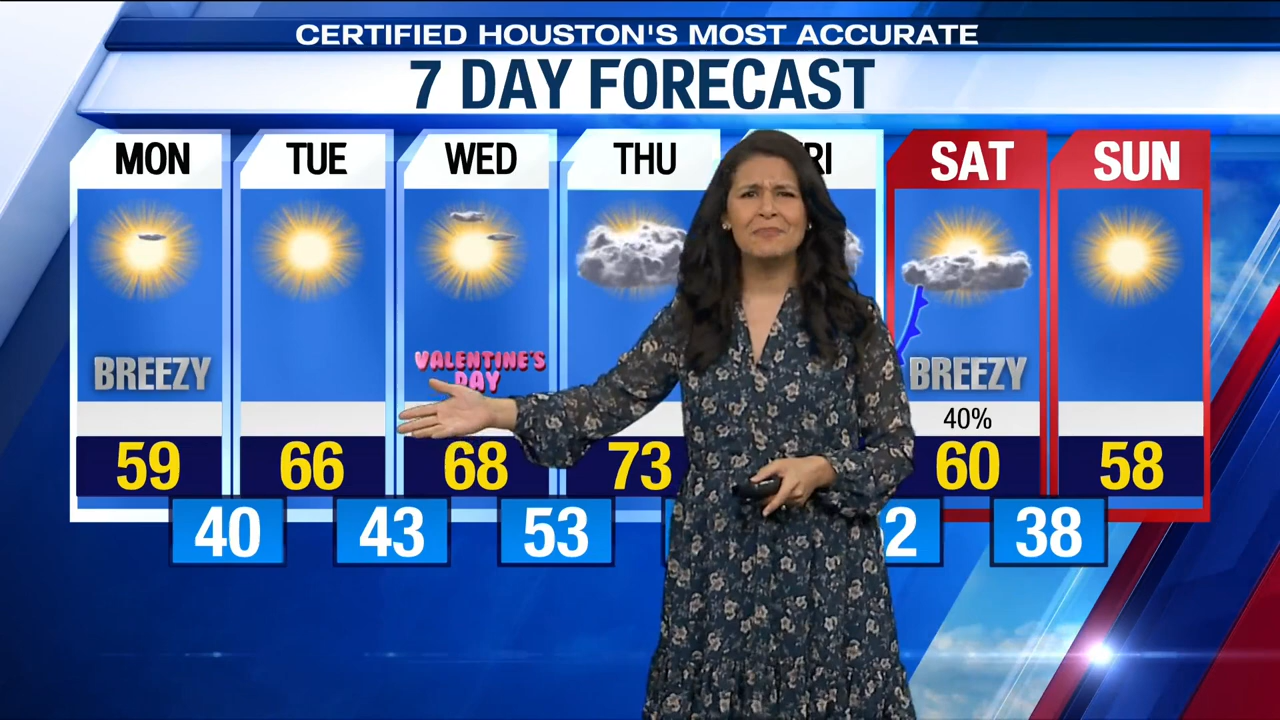 CERTIFIED HOUSTON'S MOST ACCURATE
7 DAY FORECAST
MON TUE WED THU SAT SUN
BREEZY VALENTINE'S DAY BREEZY
40%
59 66 68 73 60 58
40 43 53 38